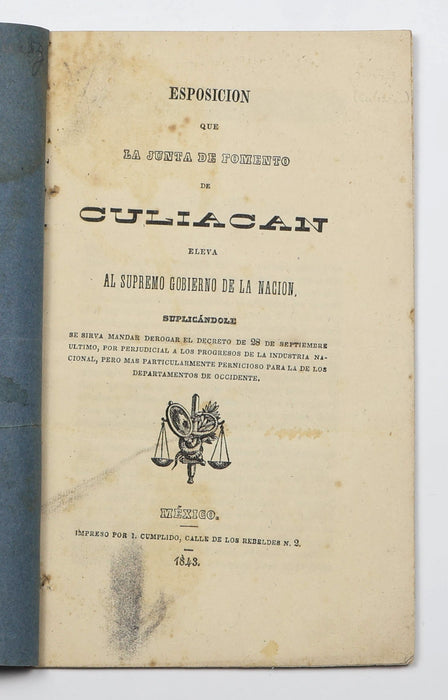 ESPOSICION
QUE
LA JUNTA DE FOMENTO
DE
CULIACAN
ELEVA
AL SUPREMO GOBIERNO DE LA NACION,
SUPLICÁNDOLE
SE SIRVA MANDAR DEROGAR EL DECRETO DE 28 DE SEPTIEMBRE
ULTIMO, POR PERJUDICIAL A LOS PROGRESOS DE LA INDUSTRIA NA-
CIONAL, PERO MAS PARTICULARMENTE PERNICIOSO PARA LA DE LOS
DEPARTAMENTOS DE OCCIDENTE.
MÉXICO.
IMPRESO POR I. CUMPLIDO, CALLE DE LOS REBELDES N. 2.
1843.